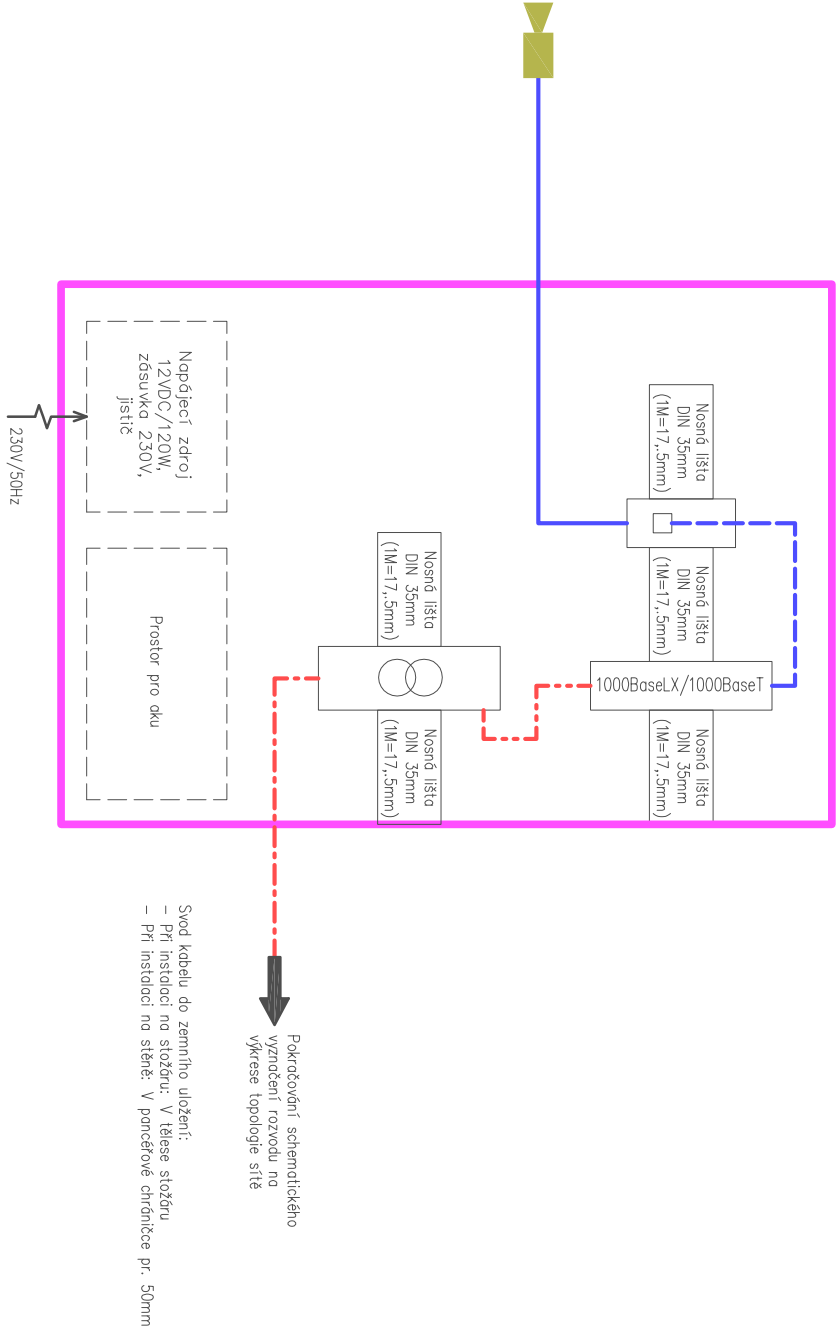 Nosná lišta
DIN 35mm
(1M=17,.5mm)
Nosná lišta
DIN 35mm
(1M=17,.5mm)
1000BaseLX/1000BaseT
Nosná lišta
DIN 35mm
(1M=17,.5mm)
Nosná lišta
DIN 35mm
(1M=17,.5mm)
Nosná lišta
DIN 35mm
(1M=17,.5mm)
Napájecí zdroj
12VDC/120W,
zásuvka 230V,
jistič
Prostor pro aku
230V/50Hz
Pokračování schematického
vyznačení rozvodu na
výkrese topologie sítě
Svod kabelu do zemního uložení:
– Při instalaci na stožáru: V tělese stožáru
– Při instalaci na stěně: V pancéřové chráničce pr. 50mm